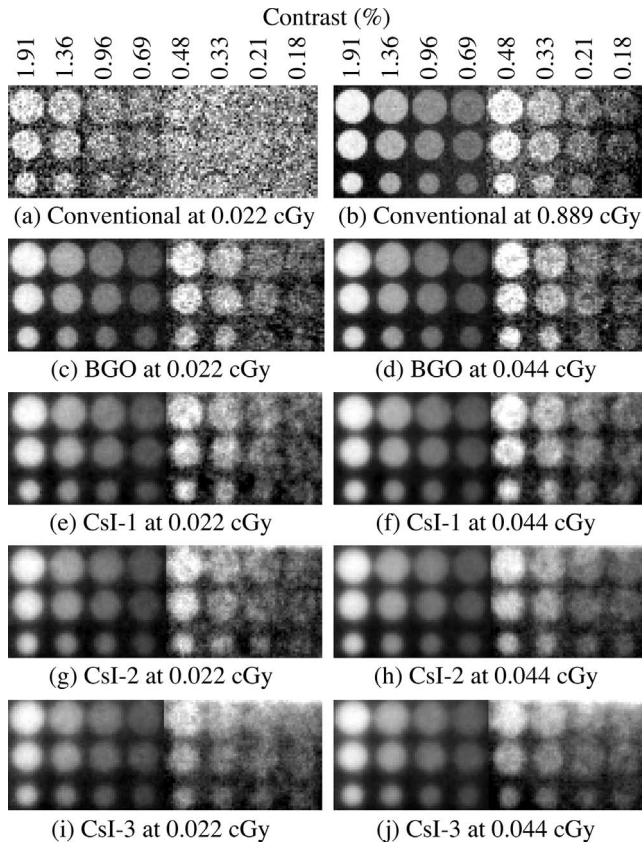 Contrast (%)
1.91 1.36 0.96 0.69 0.48 0.33 0.21 0.18 1.91 1.36 0.96 0.69 0.48 0.33 0.21 0.18
(a) Conventional at 0.022 cGy (b) Conventional at 0.889 cGy
(c) BGO at 0.022 cGy (d) BGO at 0.044 cGy
(e) CsI-1 at 0.022 cGy (f) CsI-1 at 0.044 cGy
(g) CsI-2 at 0.022 cGy (h) CsI-2 at 0.044 cGy
(i) CsI-3 at 0.022 cGy (j) CsI-3 at 0.044 cGy